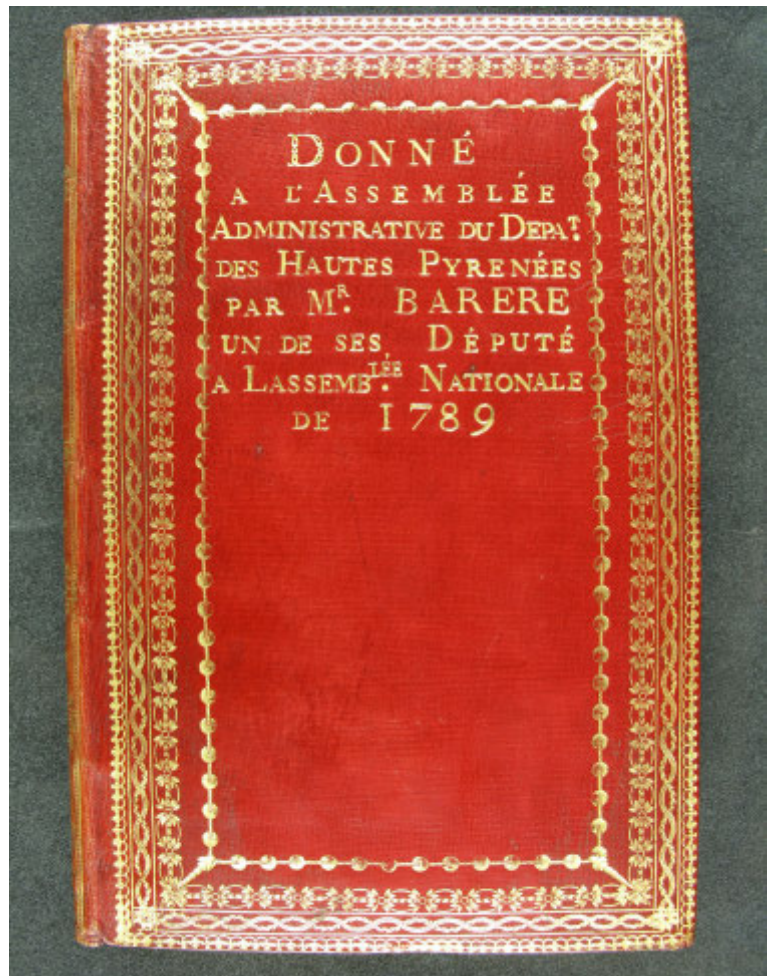 DONNÉ
A L'ASSEMBLÉE
ADMINISTRATIVE DU DEPAT.
DES HAUTES PYRENÉES
PAR MR. BARERE
UN DE SES DÉPUTÉ
A LASSEMBLÉE. NATIONALE
DE 1789